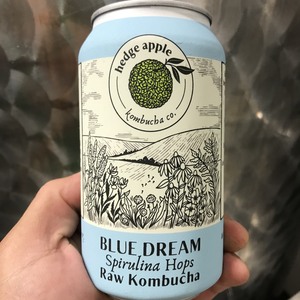 hedge apple
kombucha co.
BLUE DREAM
Spirulina Hops
Raw Kombucha